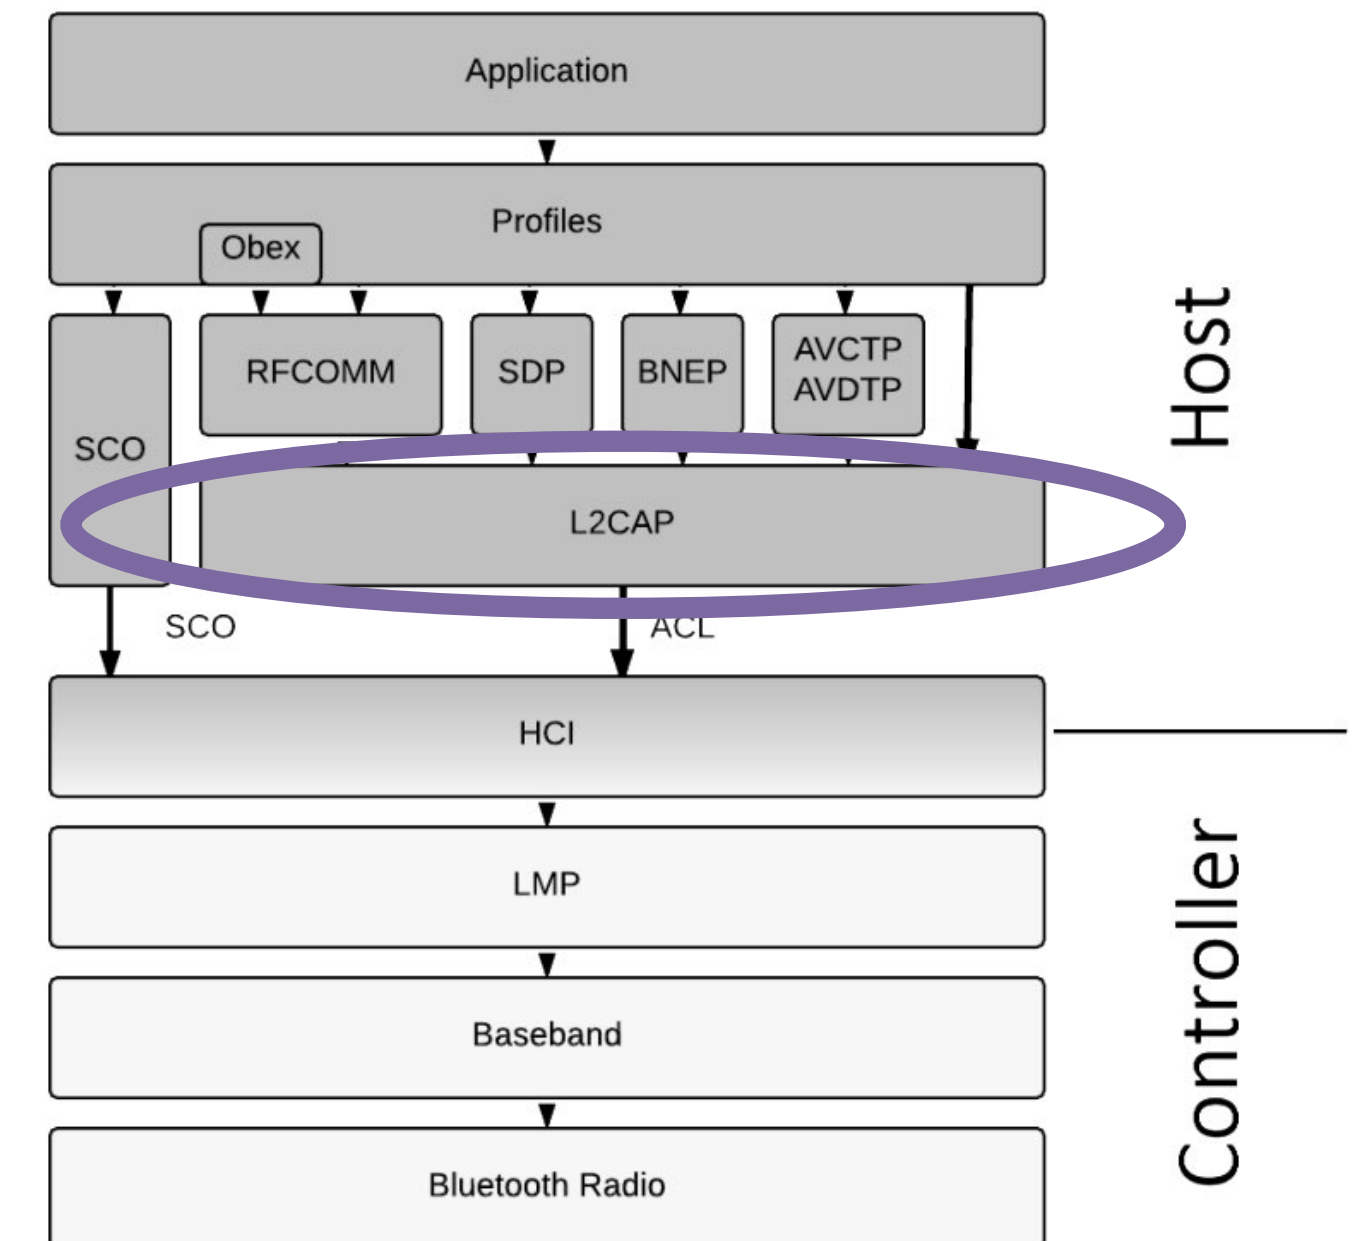 Application
Profiles
Obex
RFCOMM
SDP
BNEP
AVCTP
AVDTP
SCO
L2CAP
SCO
ACL
HCI
LMP
Baseband
Bluetooth Radio
Host
Controller